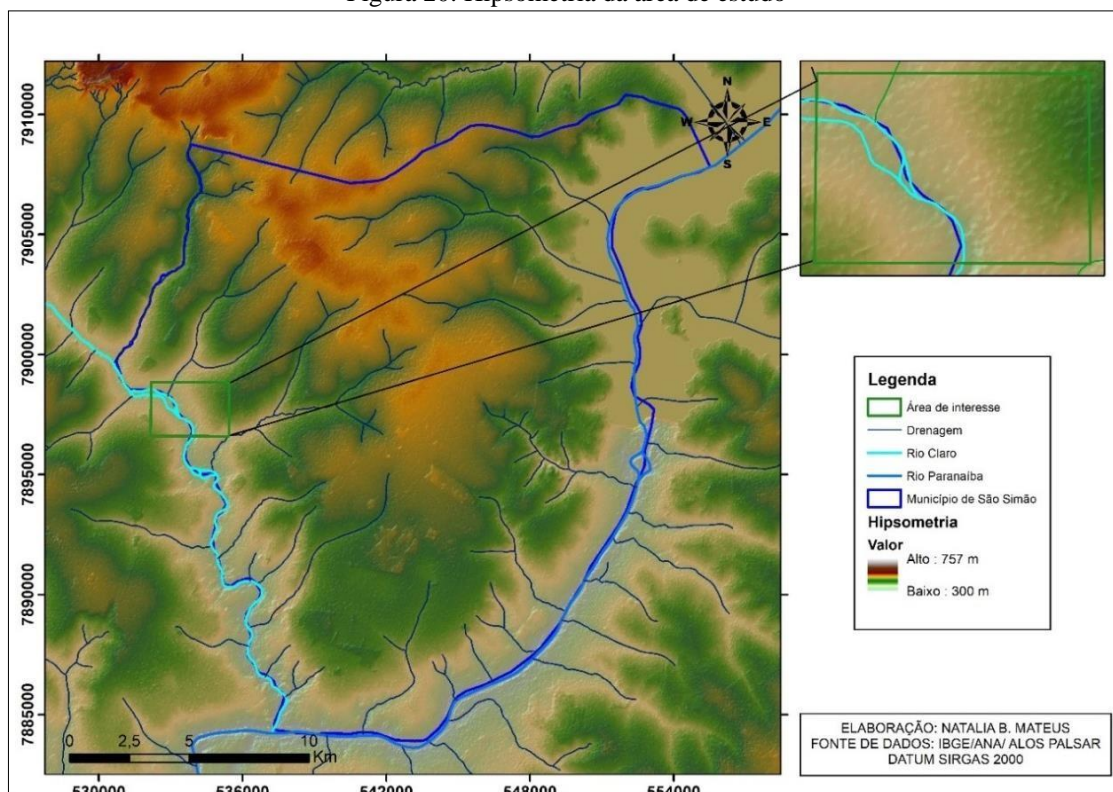 Figura 20: Hipsometria da área de estudo
7910000
7905000
7900000
7895000
7890000
7885000
N
W
E
S
0
2,5
5
10
Km
530000
536000
542000
548000
554000
Legenda
Área de interesse
Drenagem
Rio Claro
Rio Paranaíba
Município de São Simão
Hipsometria
Valor
Alto : 757 m
Baixo : 300 m
ELABORAÇÃO: NATALIA B. MATEUS
FONTE DE DADOS: IBGE/ANA/ ALOS PALSAR
DATUM SIRGAS 2000